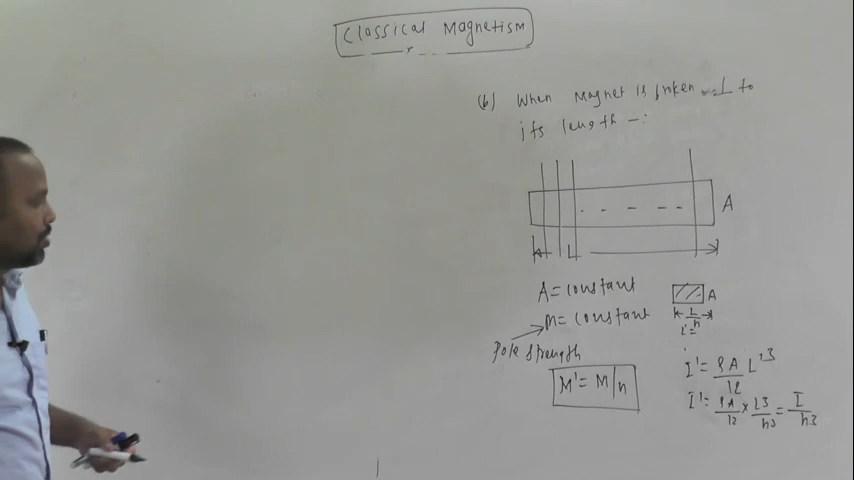 Classical Magnetism
(b) When Magnet is broken ⊥ to
its length -:
A
L
A = constant
A
m = constant
L/n
L' =
Pole strength
M' = M/n
I' = ρA/12 L'3
I' = ρA/12 × L3/n3 = I/n3